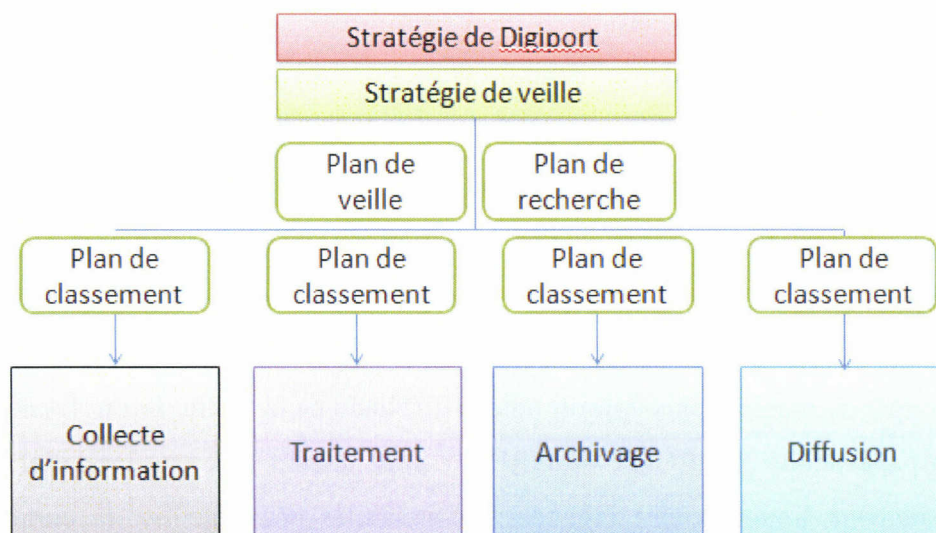 Stratégie de Digiport
Stratégie de veille
Plan de
veille
Plan de
recherche
Plan de
classement
Plan de
classement
Plan de
classement
Plan de
classement
Collecte
d'information
Traitement
Archivage
Diffusion